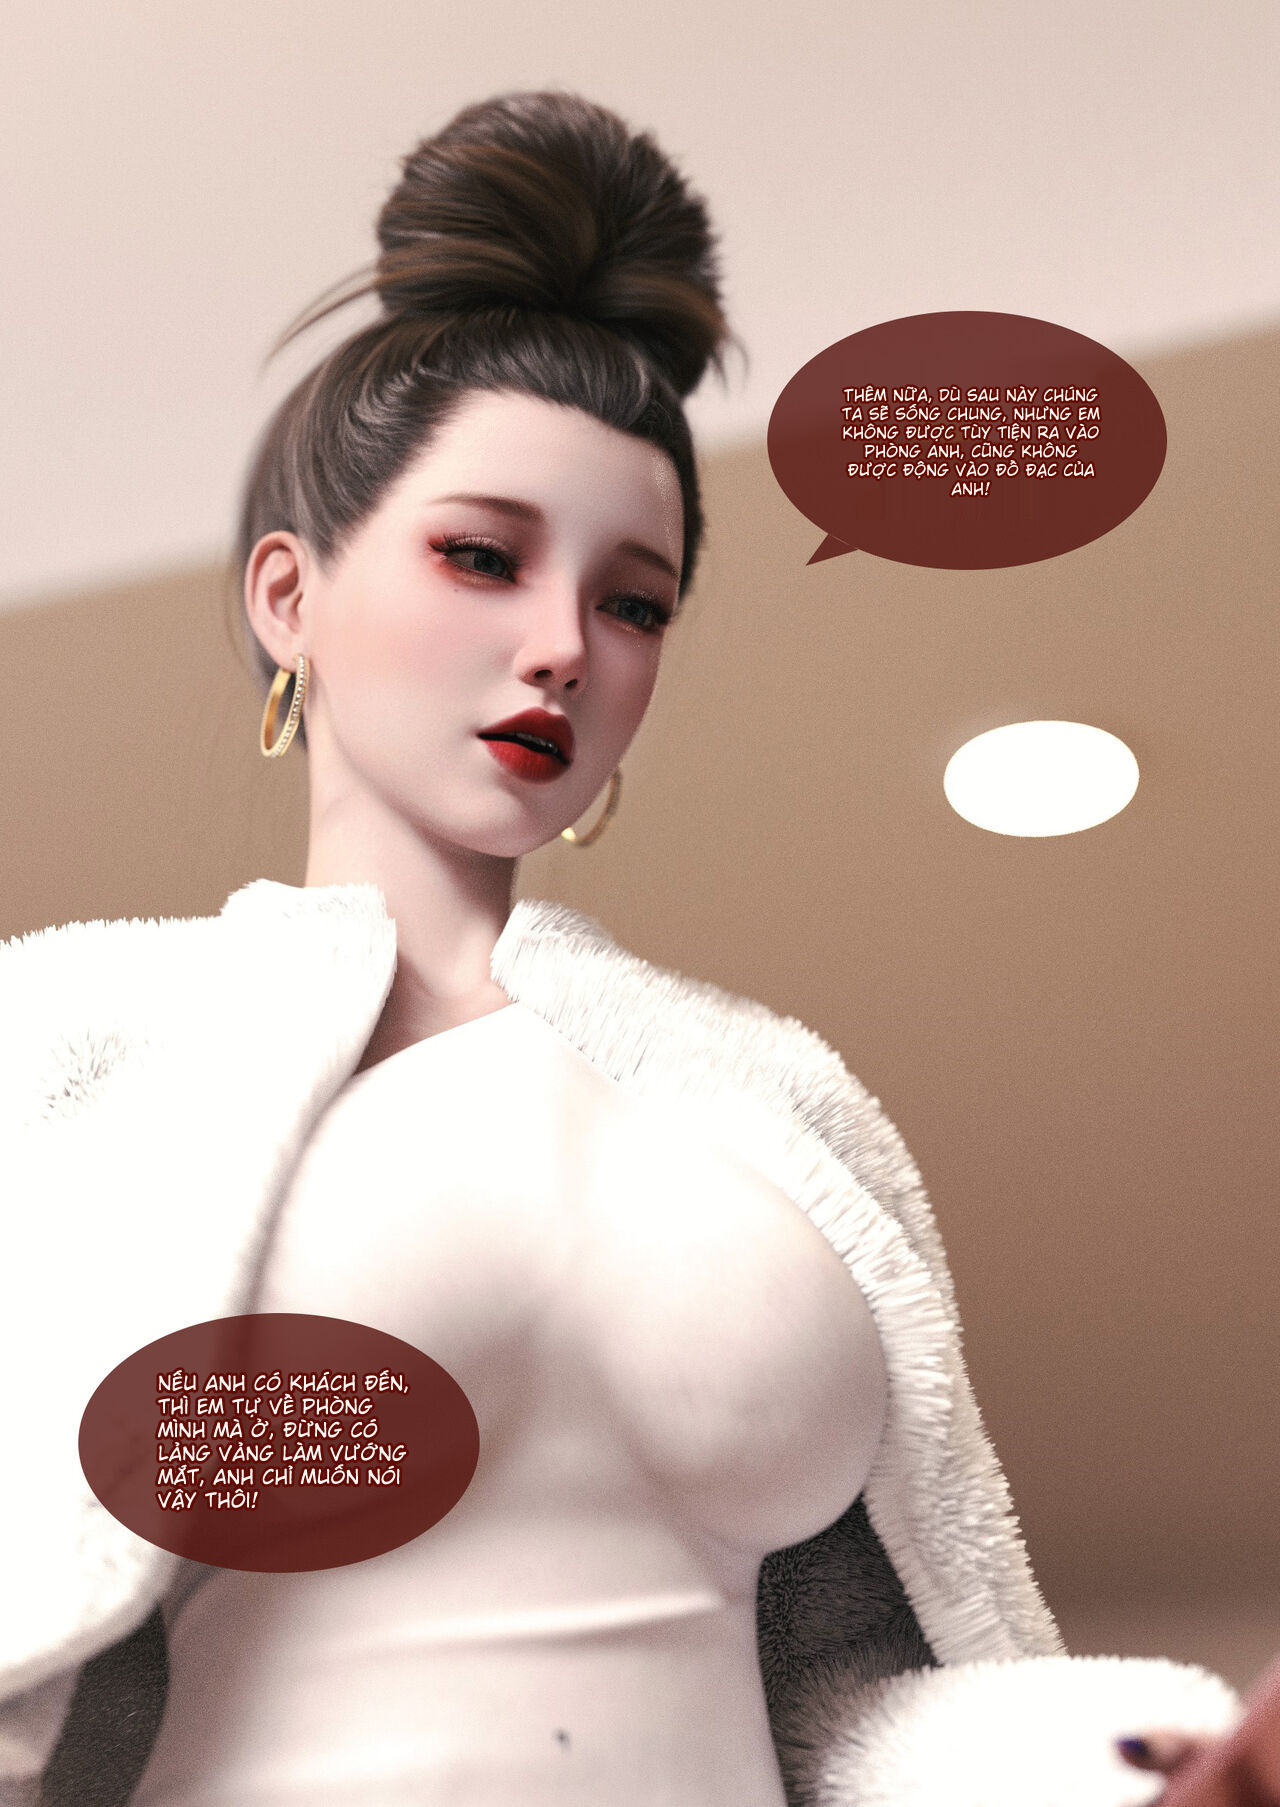 THÊM NỮA, DÙ SAU NÀY CHÚNG
TA SẼ SỐNG CHUNG, NHƯNG EM
KHÔNG ĐƯỢC TÙY TIỆN RA VÀO
PHÒNG ANH, CŨNG KHÔNG
ĐƯỢC ĐỘNG VÀO ĐỒ ĐẠC CỦA
ANH!
NẾU ANH CÓ KHÁCH ĐẾN,
THÌ EM TỰ VỀ PHÒNG
MÌNH MÀ Ở, ĐỪNG CÓ
LẢNG VẢNG LÀM VƯỚNG
MẮT, ANH CHỈ MUỐN NÓI
VẬY THÔI!